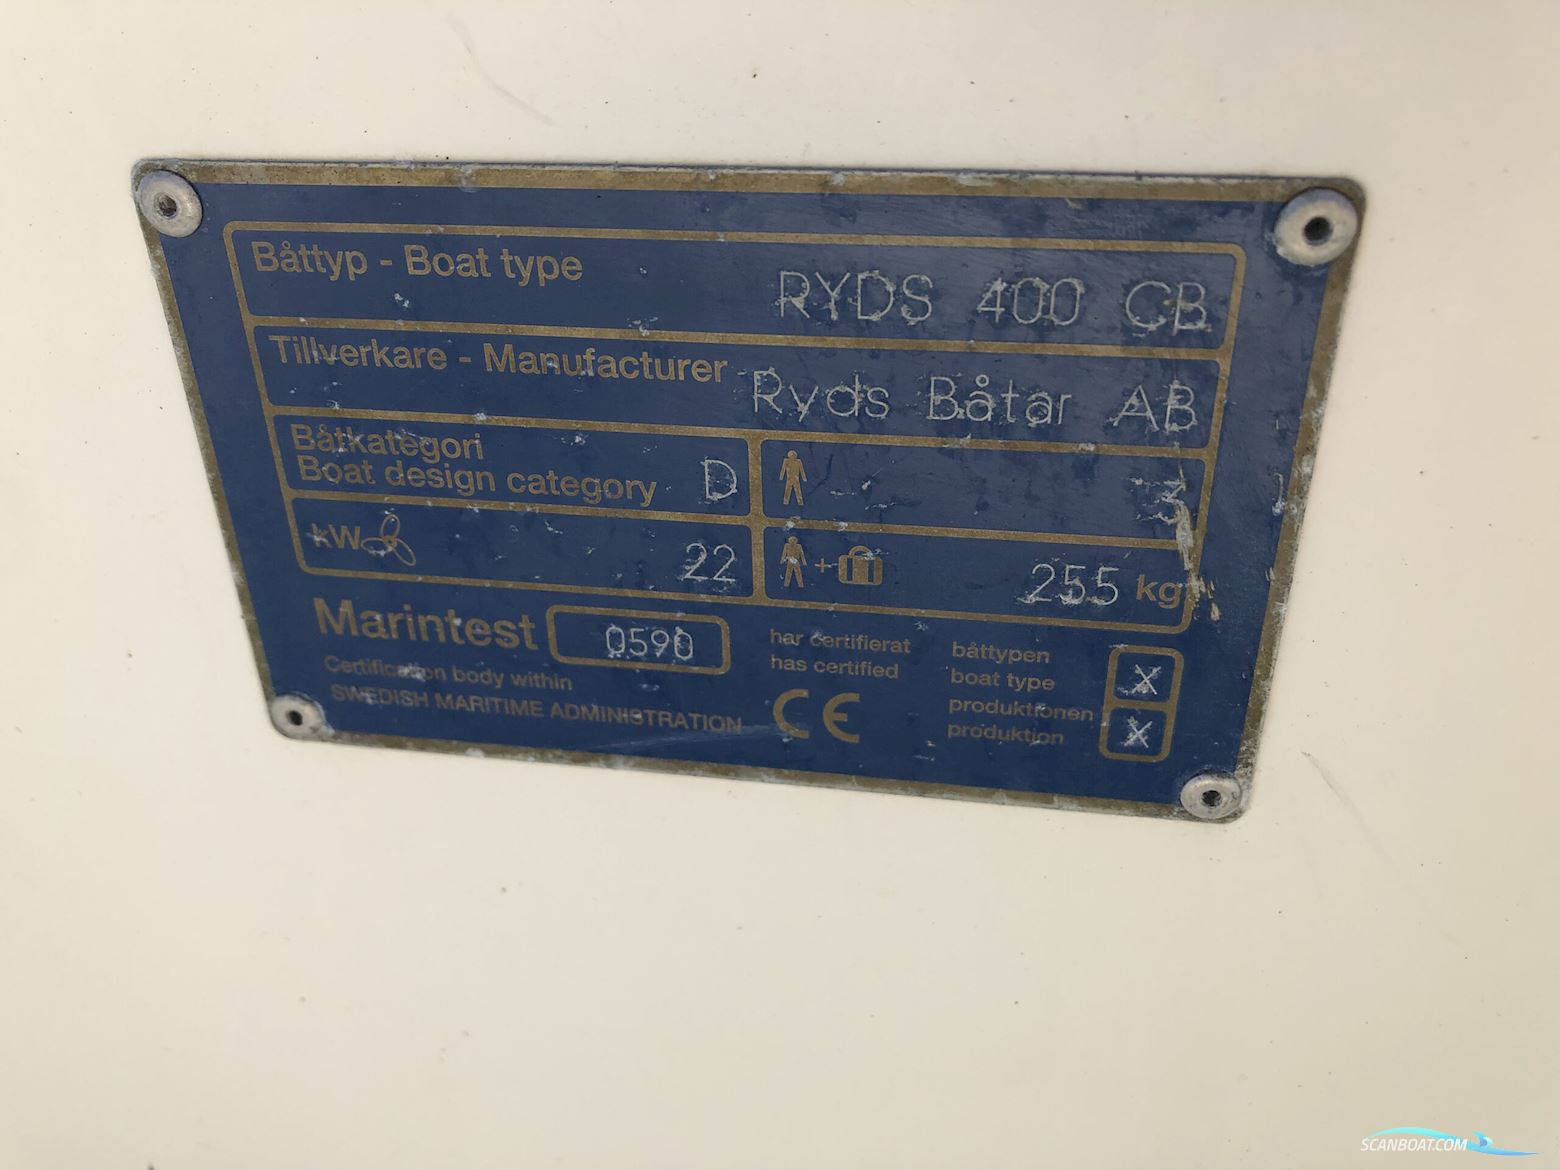 Båttyp - Boat type
RYDS 400 CB
Tillverkare - Manufacturer
Ryds Båtar AB
Båtkategori
Boat design category D
3
kW 22
+ 255 kg
Marintest 0590
Certification body within
SWEDISH MARITIME ADMINISTRATION
har certifierat
has certified
CE
båttypen
boat type X
produktionen
produktion X
SCANBOAT.COM